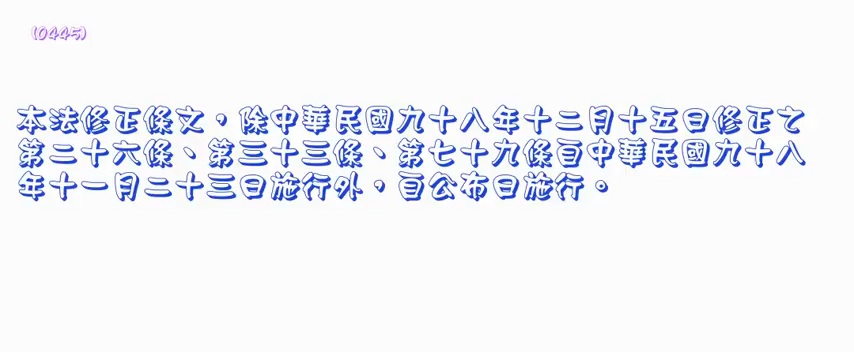 (0445)
本法修正條文，除中華民國九十八年十二月十五日修正之
第二十六條、第三十三條、第七十九條自中華民國九十八
年十一月二十三日施行外，自公布日施行。